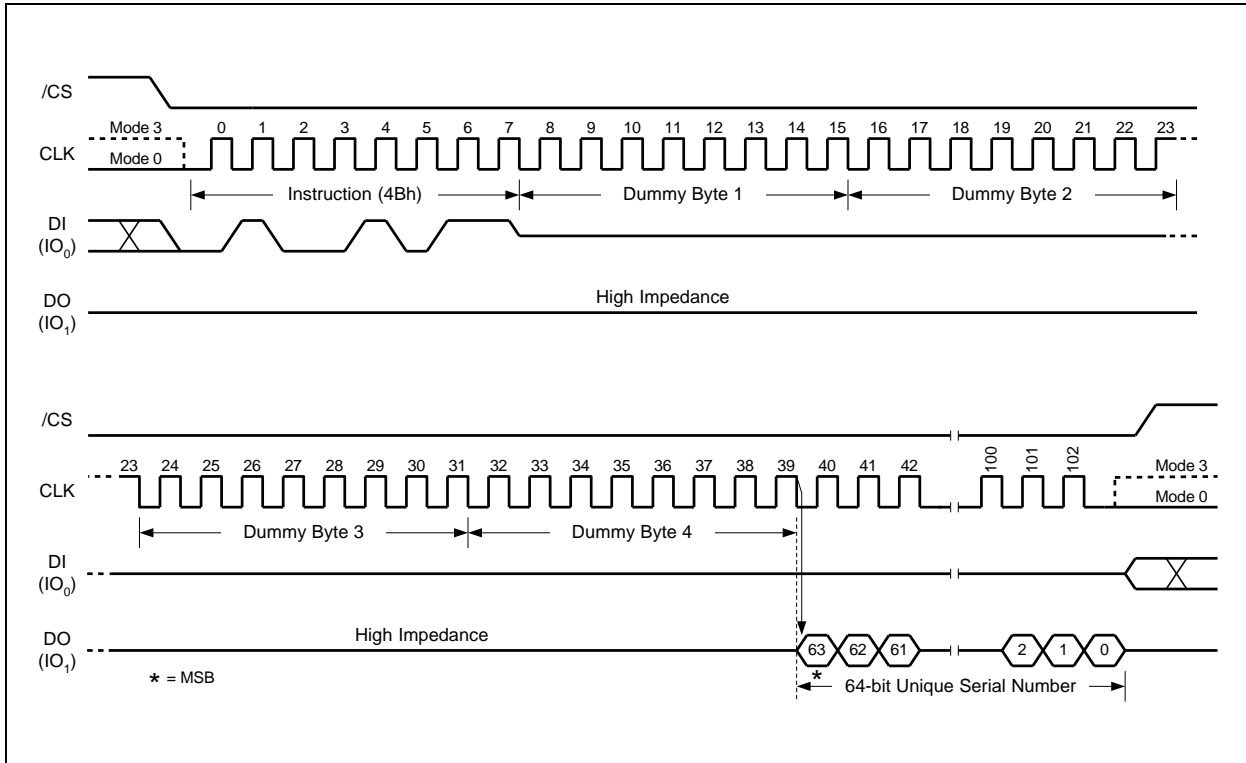 /CS
Mode 3
0 1 2 3 4 5 6 7 8 9 10 11 12 13 14 15 16 17 18 19 20 21 22 23
CLK
Mode 0
Instruction (4Bh) Dummy Byte 1 Dummy Byte 2
DI
(IO0)
High Impedance
DO
(IO1)
/CS
23 24 25 26 27 28 29 30 31 32 33 34 35 36 37 38 39 40 41 42 100 101 102
Mode 3
CLK
Mode 0
Dummy Byte 3 Dummy Byte 4
DI
(IO0)
High Impedance
DO
(IO1)
63 62 61 2 1 0
* = MSB
*
64-bit Unique Serial Number